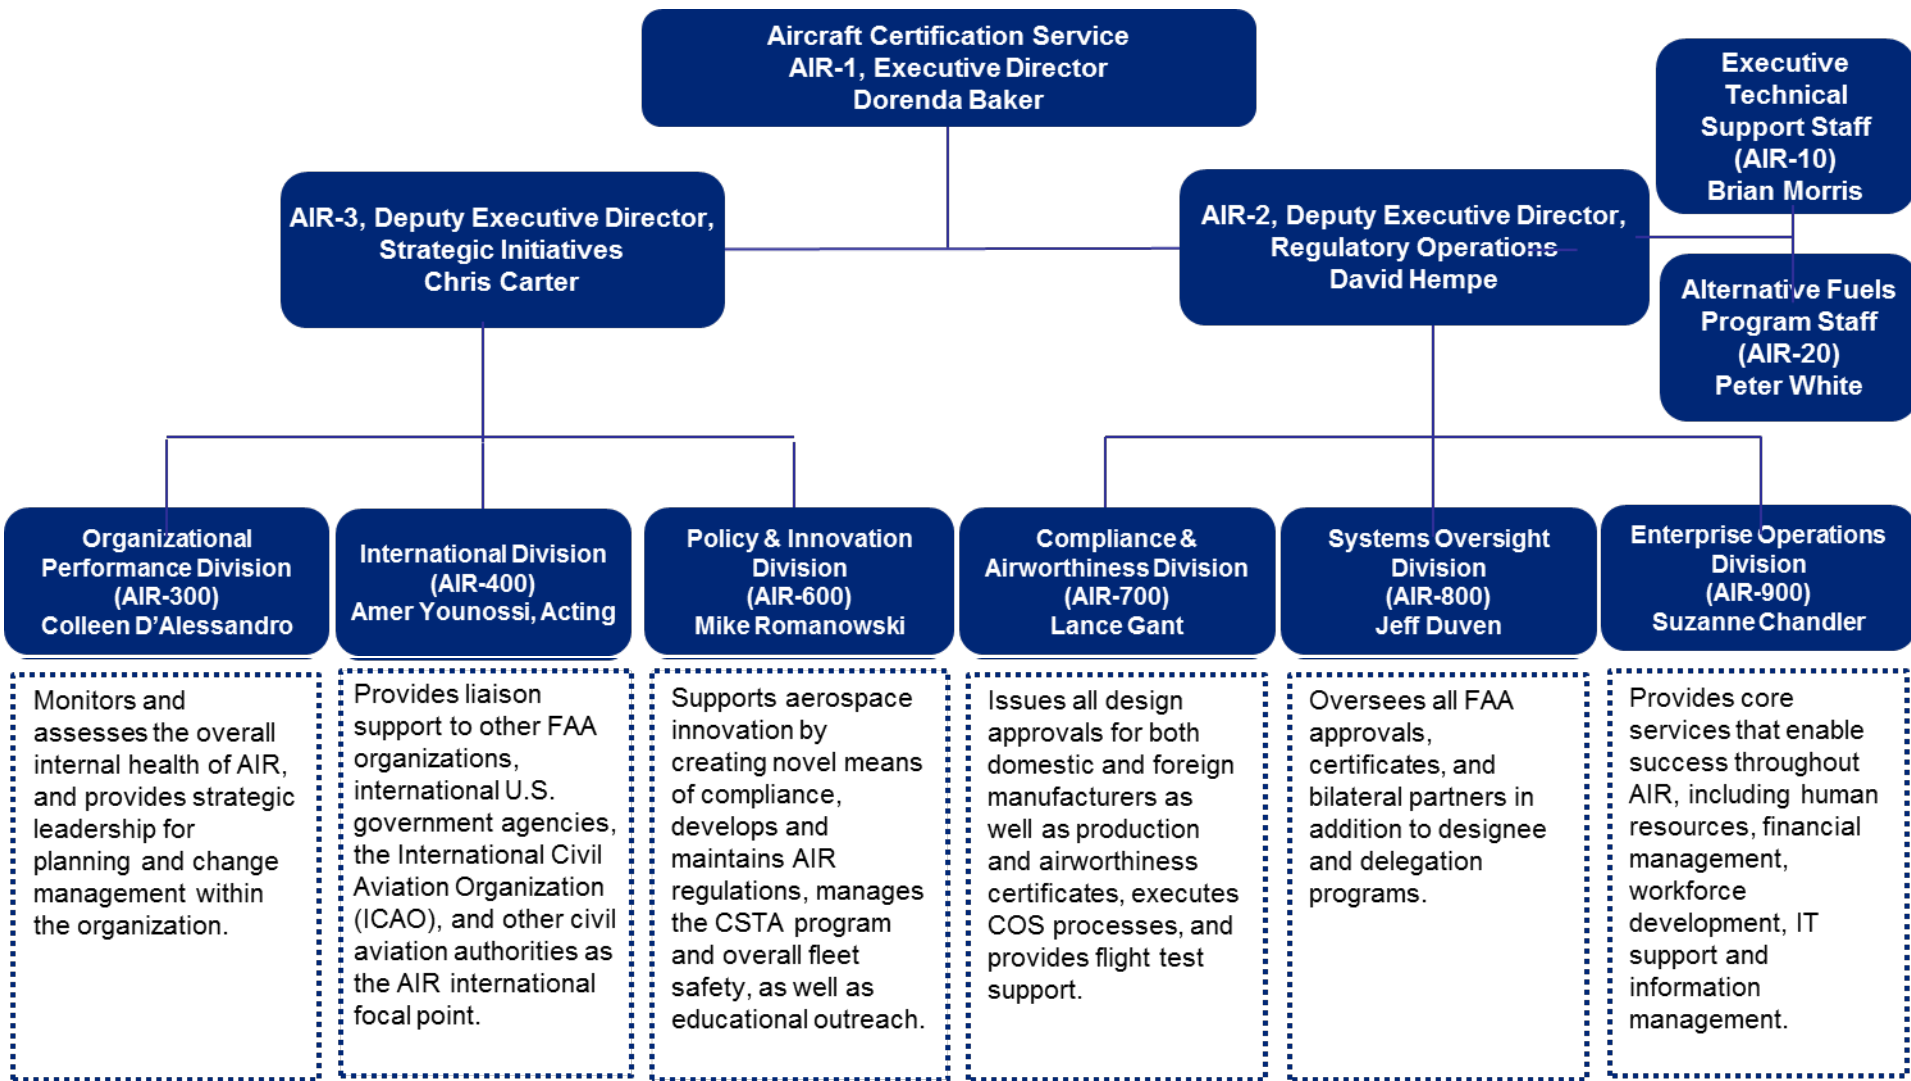 Aircraft Certification Service
AIR-1, Executive Director
Dorenda Baker
Executive
Technical
Support Staff
(AIR-10)
Brian Morris
AIR-3, Deputy Executive Director,
Strategic Initiatives
Chris Carter
AIR-2, Deputy Executive Director,
Regulatory Operations
David Hempe
Alternative Fuels
Program Staff
(AIR-20)
Peter White
Organizational
Performance Division
(AIR-300)
Colleen D’Alessandro
International Division
(AIR-400)
Amer Younossi, Acting
Policy & Innovation
Division
(AIR-600)
Mike Romanowski
Compliance &
Airworthiness Division
(AIR-700)
Lance Gant
Systems Oversight
Division
(AIR-800)
Jeff Duven
Enterprise Operations
Division
(AIR-900)
Suzanne Chandler
Monitors and
assesses the overall
internal health of AIR,
and provides strategic
leadership for
planning and change
management within
the organization.
Provides liaison
support to other FAA
organizations,
international U.S.
government agencies,
the International Civil
Aviation Organization
(ICAO), and other civil
aviation authorities as
the AIR international
focal point.
Supports aerospace
innovation by
creating novel means
of compliance,
develops and
maintains AIR
regulations, manages
the CSTA program
and overall fleet
safety, as well as
educational outreach.
Issues all design
approvals for both
domestic and foreign
manufacturers as
well as production
and airworthiness
certificates, executes
COS processes, and
provides flight test
support.
Oversees all FAA
approvals,
certificates, and
bilateral partners in
addition to designee
and delegation
programs.
Provides core
services that enable
success throughout
AIR, including human
resources, financial
management,
workforce
development, IT
support and
information
management.